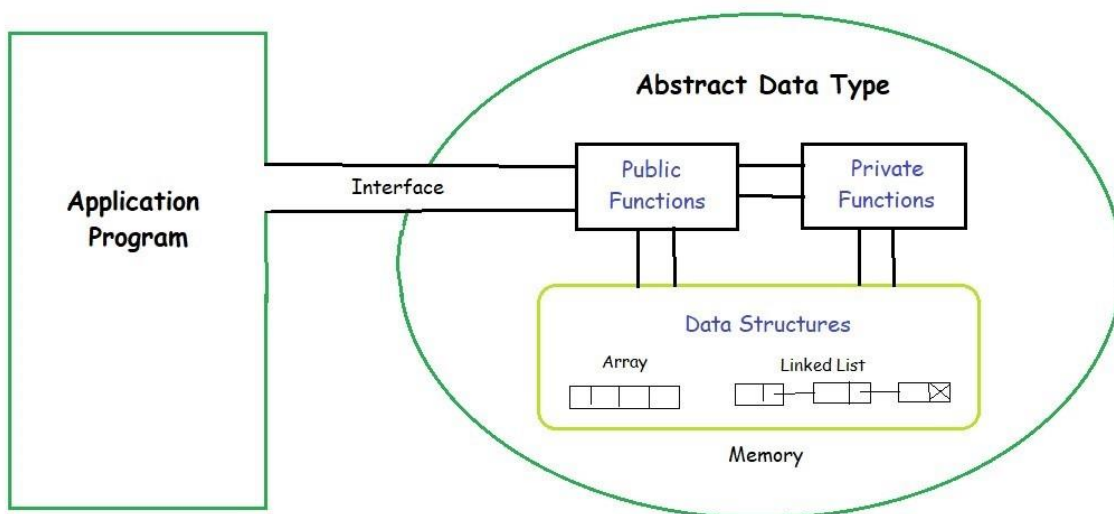 Abstract Data Type
Application
Program
Interface
Public
Functions
Private
Functions
Data Structures
Array
Linked List
Memory